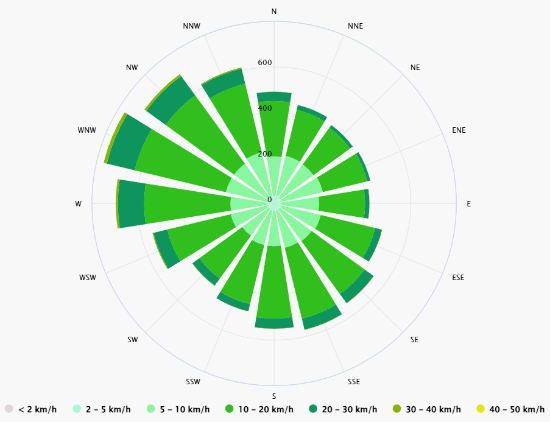 N
NNW
NNE
NW
NE
600
400
WNW
ENE
200
W
0
E
WSW
ESE
SW
SE
SSW
SSE
S
< 2 km/h
2 – 5 km/h
5 – 10 km/h
10 – 20 km/h
20 – 30 km/h
30 – 40 km/h
40 – 50 km/h